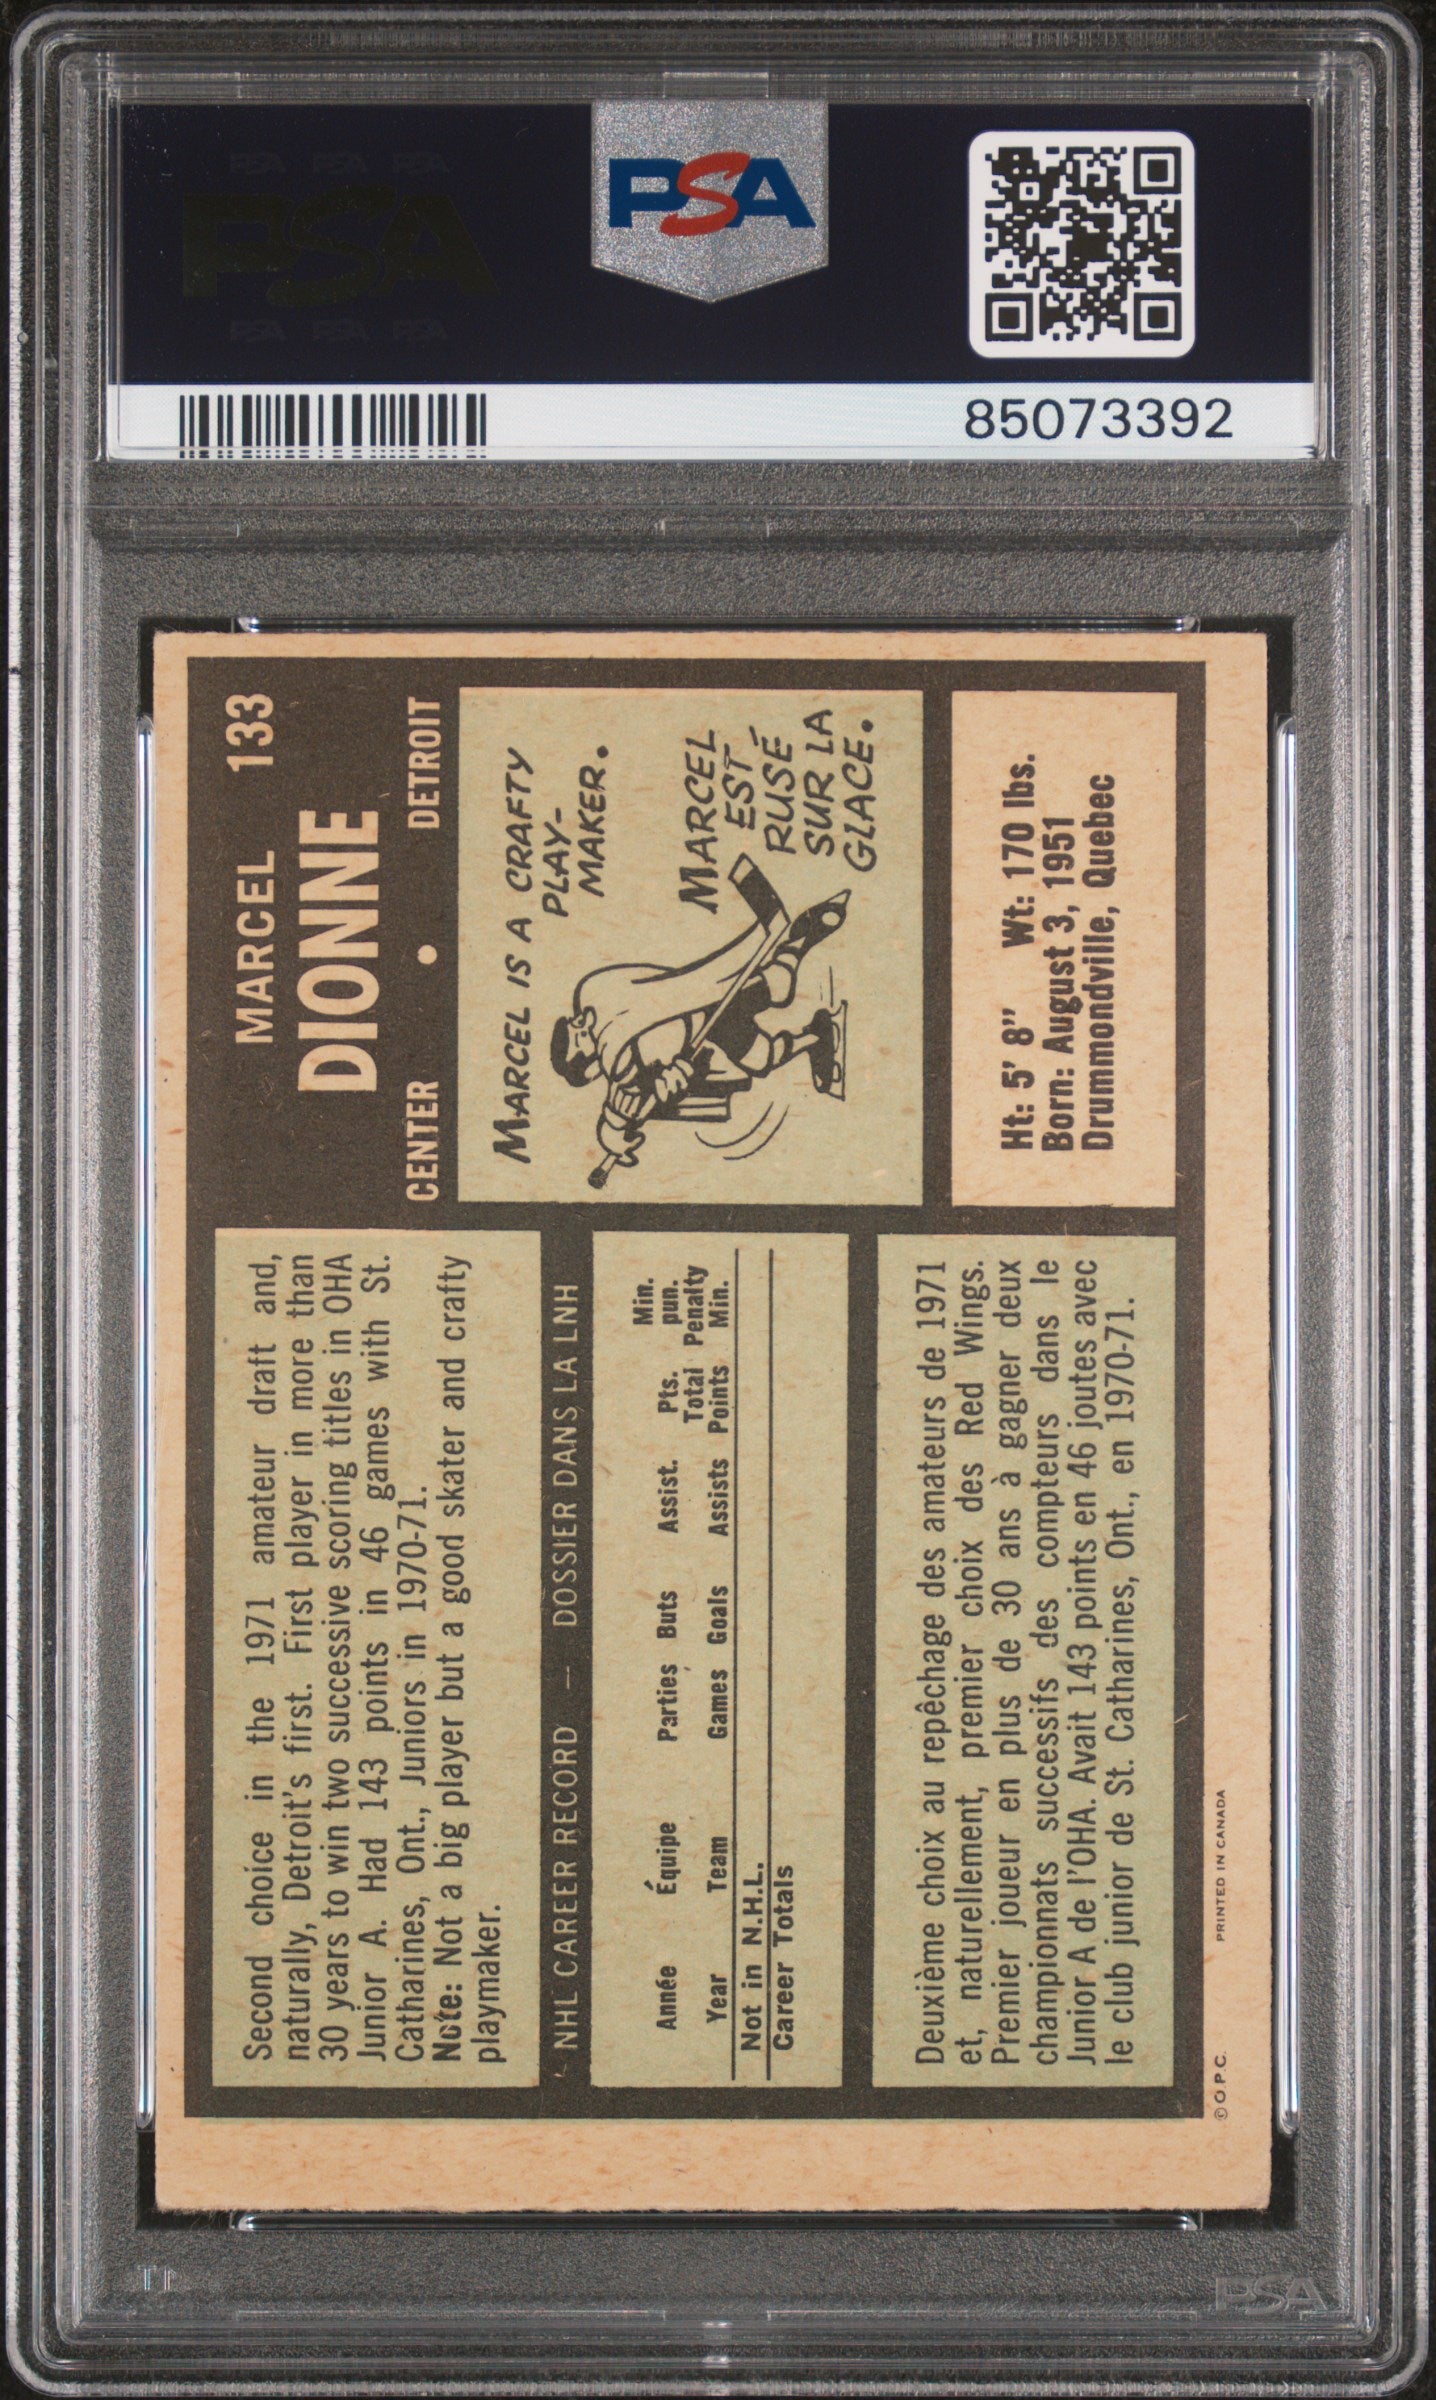 PSA
85073392
MARCEL 133
DIONNE
CENTER • DETROIT
Second choice in the 1971 amateur draft and,
naturally, Detroit's first. First player in more than
30 years to win two successive scoring titles in OHA
Junior A. Had 143 points in 46 games with St.
Catharines, Ont., Juniors in 1970-71.
Note: Not a big player but a good skater and crafty
playmaker.
MARCEL IS A CRAFTY
PLAY-
MAKER.
MARCEL
EST
RUSÉ
SUR LA
GLACE.
NHL CAREER RECORD — DOSSIER DANS LA LNH
Min.
Pts. pun.
Année Équipe Parties Buts Assist. Total Penalty
Year Team Games Goals Assists Points Min.
Not in N.H.L.
Career Totals
Deuxième choix au repêchage des amateurs de 1971
et, naturellement, premier choix des Red Wings.
Premier joueur en plus de 30 ans à gagner deux
championnats successifs des compteurs dans le
Junior A de l'OHA. Avait 143 points en 46 joutes avec
le club junior de St. Catharines, Ont., en 1970-71.
Ht: 5' 8" Wt: 170 lbs.
Born: August 3, 1951
Drummondville, Quebec
© O.P.C. PRINTED IN CANADA
PSA
PSA PSA PSA
PSA
PSA PSA PSA